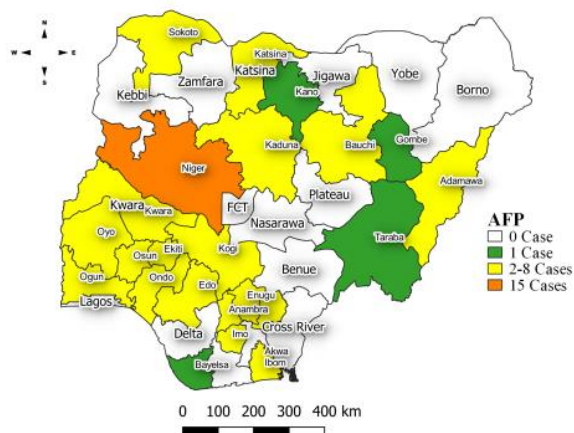 N
W E
S
Sokoto
Katsina
Katsina
Zamfara
Jigawa
Yobe
Borno
Kebbi
Kano
Gombe
Niger
Kaduna
Bauchi
Adamawa
Plateau
FCT
Nasarawa
Kwara
Kwara
Taraba
Oyo
Osun
Ekiti
Kogi
Ogun
Ondo
Edo
Benue
Lagos
Enugu
Anambra
Delta
Imo
Cross River
Akwa
Ibom
Bayelsa
AFP
0 Case
1 Case
2-8 Cases
15 Cases
0 100 200 300 400 km